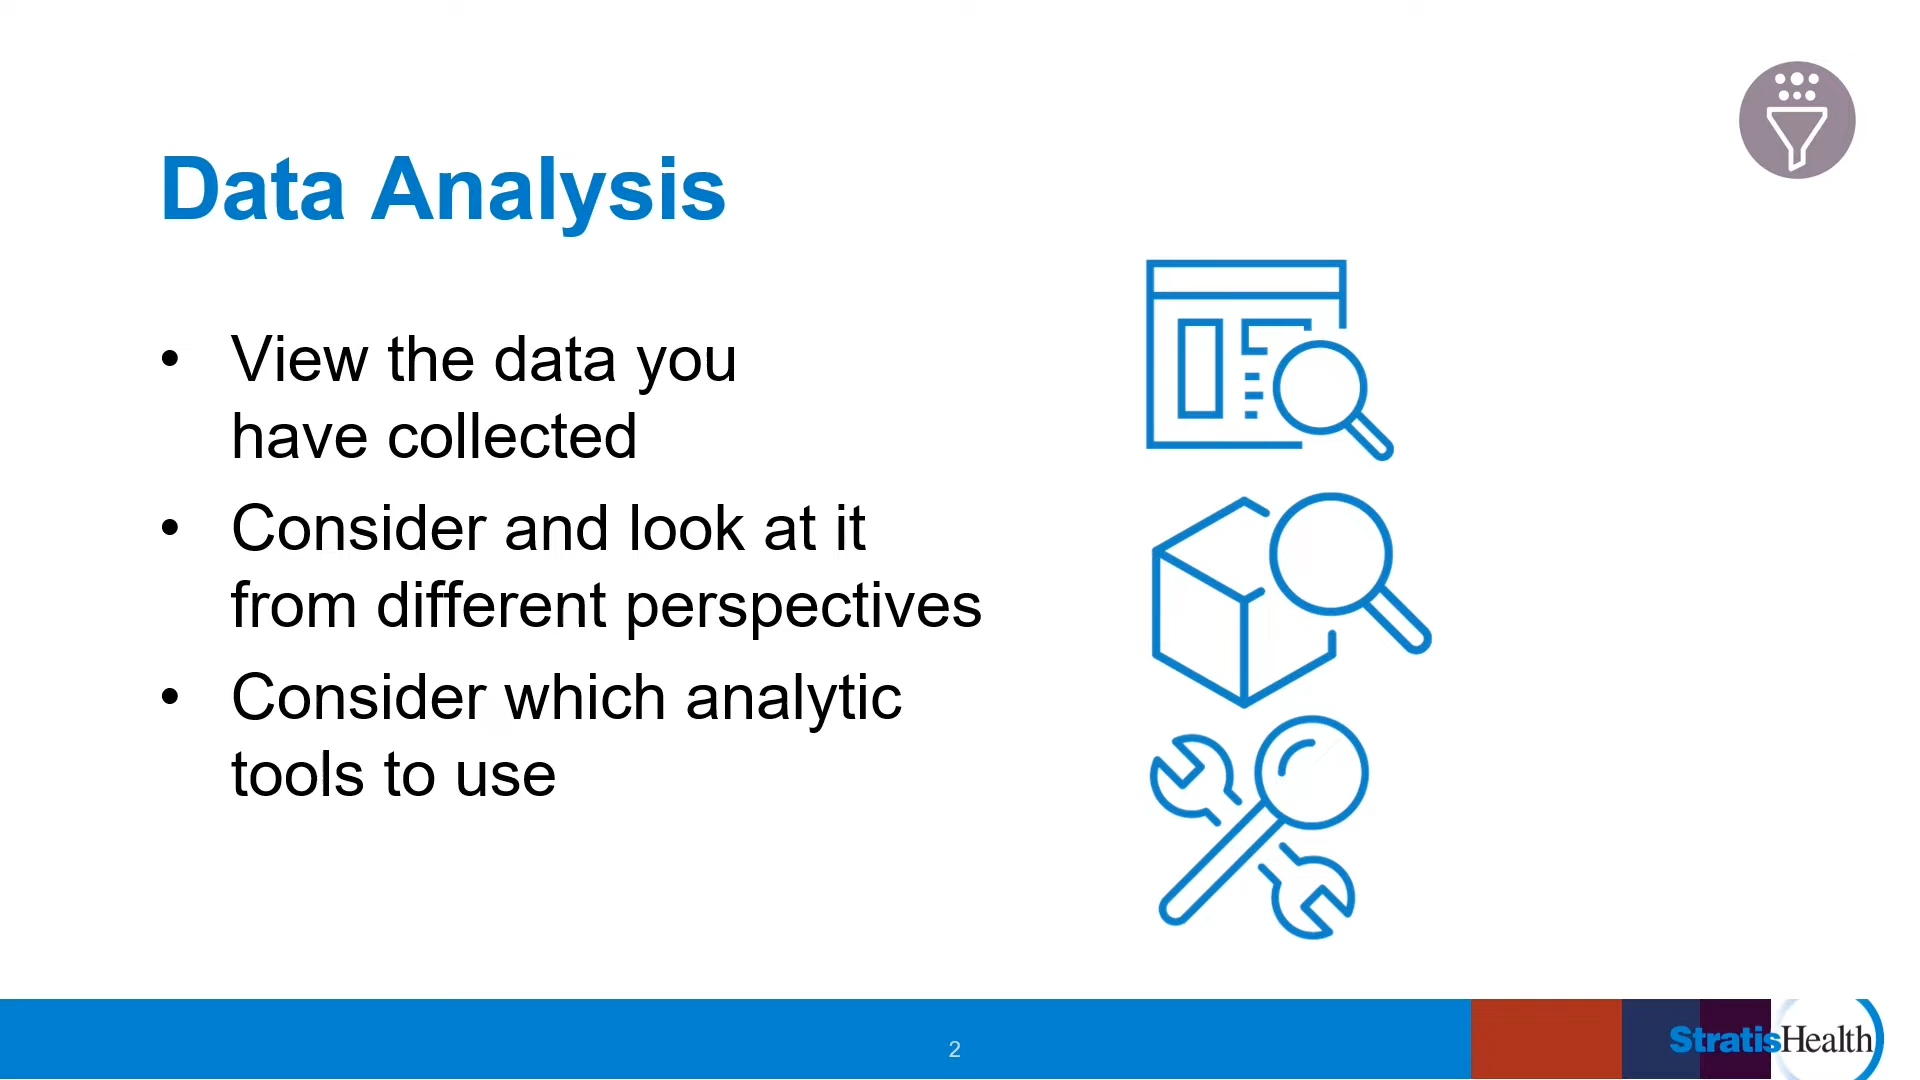 Data Analysis
• View the data you
have collected
• Consider and look at it
from different perspectives
• Consider which analytic
tools to use
2
StratisHealth